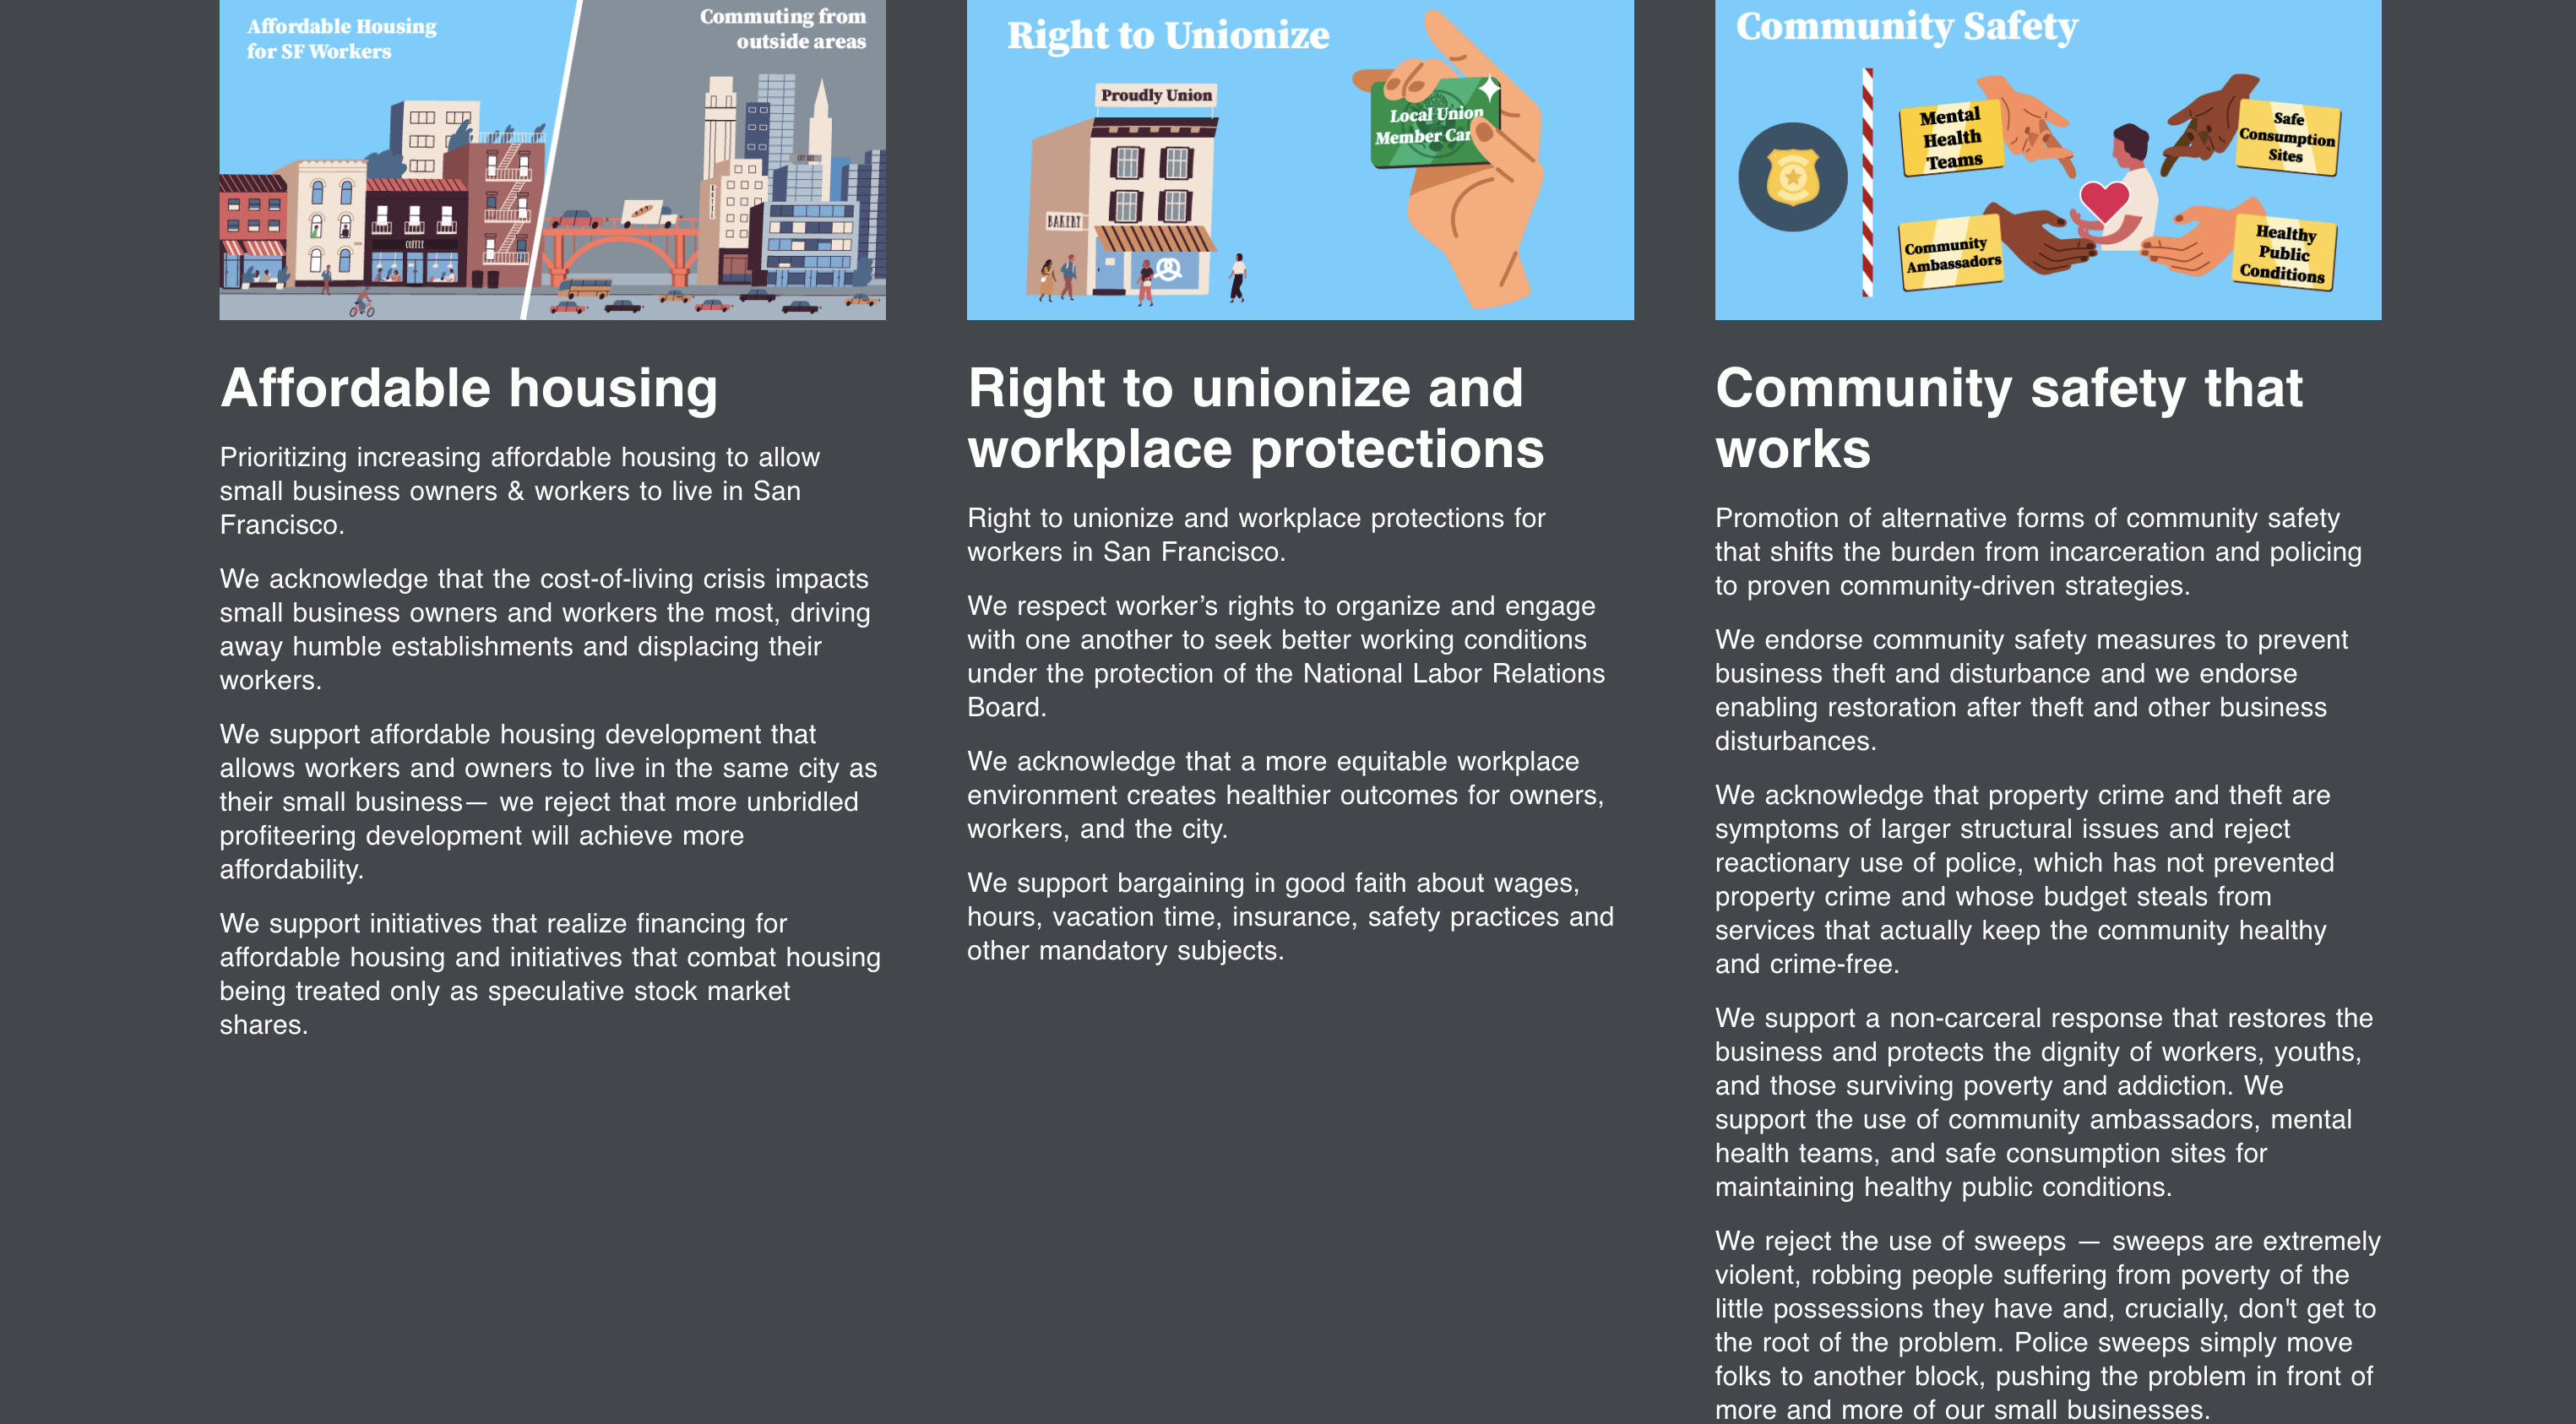 Affordable Housing
for SF Workers
Commuting from
outside areas
COFFEE
Affordable housing
Prioritizing increasing affordable housing to allow
small business owners & workers to live in San
Francisco.
We acknowledge that the cost-of-living crisis impacts
small business owners and workers the most, driving
away humble establishments and displacing their
workers.
We support affordable housing development that
allows workers and owners to live in the same city as
their small business— we reject that more unbridled
profiteering development will achieve more
affordability.
We support initiatives that realize financing for
affordable housing and initiatives that combat housing
being treated only as speculative stock market
shares.
Right to Unionize
Proudly Union
BAKERY
Local Union
Member Car
Right to unionize and
workplace protections
Right to unionize and workplace protections for
workers in San Francisco.
We respect worker’s rights to organize and engage
with one another to seek better working conditions
under the protection of the National Labor Relations
Board.
We acknowledge that a more equitable workplace
environment creates healthier outcomes for owners,
workers, and the city.
We support bargaining in good faith about wages,
hours, vacation time, insurance, safety practices and
other mandatory subjects.
Community Safety
Mental
Health
Teams
Safe
Consumption
Sites
Community
Ambassadors
Healthy
Public
Conditions
Community safety that
works
Promotion of alternative forms of community safety
that shifts the burden from incarceration and policing
to proven community-driven strategies.
We endorse community safety measures to prevent
business theft and disturbance and we endorse
enabling restoration after theft and other business
disturbances.
We acknowledge that property crime and theft are
symptoms of larger structural issues and reject
reactionary use of police, which has not prevented
property crime and whose budget steals from
services that actually keep the community healthy
and crime-free.
We support a non-carceral response that restores the
business and protects the dignity of workers, youths,
and those surviving poverty and addiction. We
support the use of community ambassadors, mental
health teams, and safe consumption sites for
maintaining healthy public conditions.
We reject the use of sweeps — sweeps are extremely
violent, robbing people suffering from poverty of the
little possessions they have and, crucially, don't get to
the root of the problem. Police sweeps simply move
folks to another block, pushing the problem in front of
more and more of our small businesses.